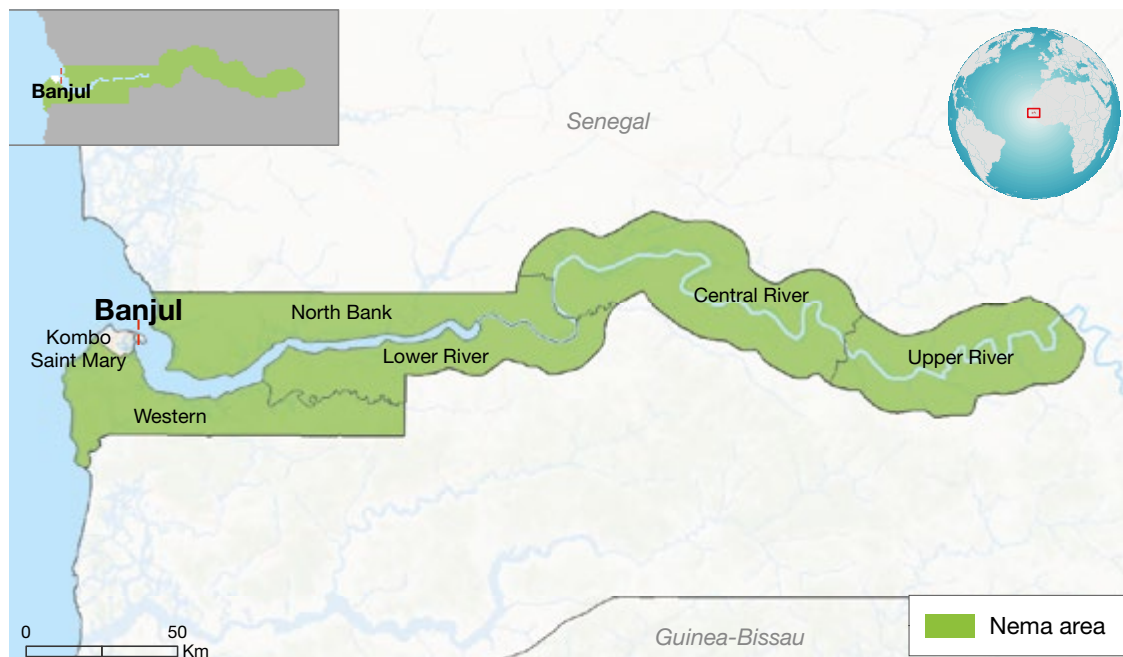 Banjul
Senegal
Banjul
North Bank
Central River
Kombo
Saint Mary
Lower River
Upper River
Western
0 50
Km
Guinea-Bissau
Nema area